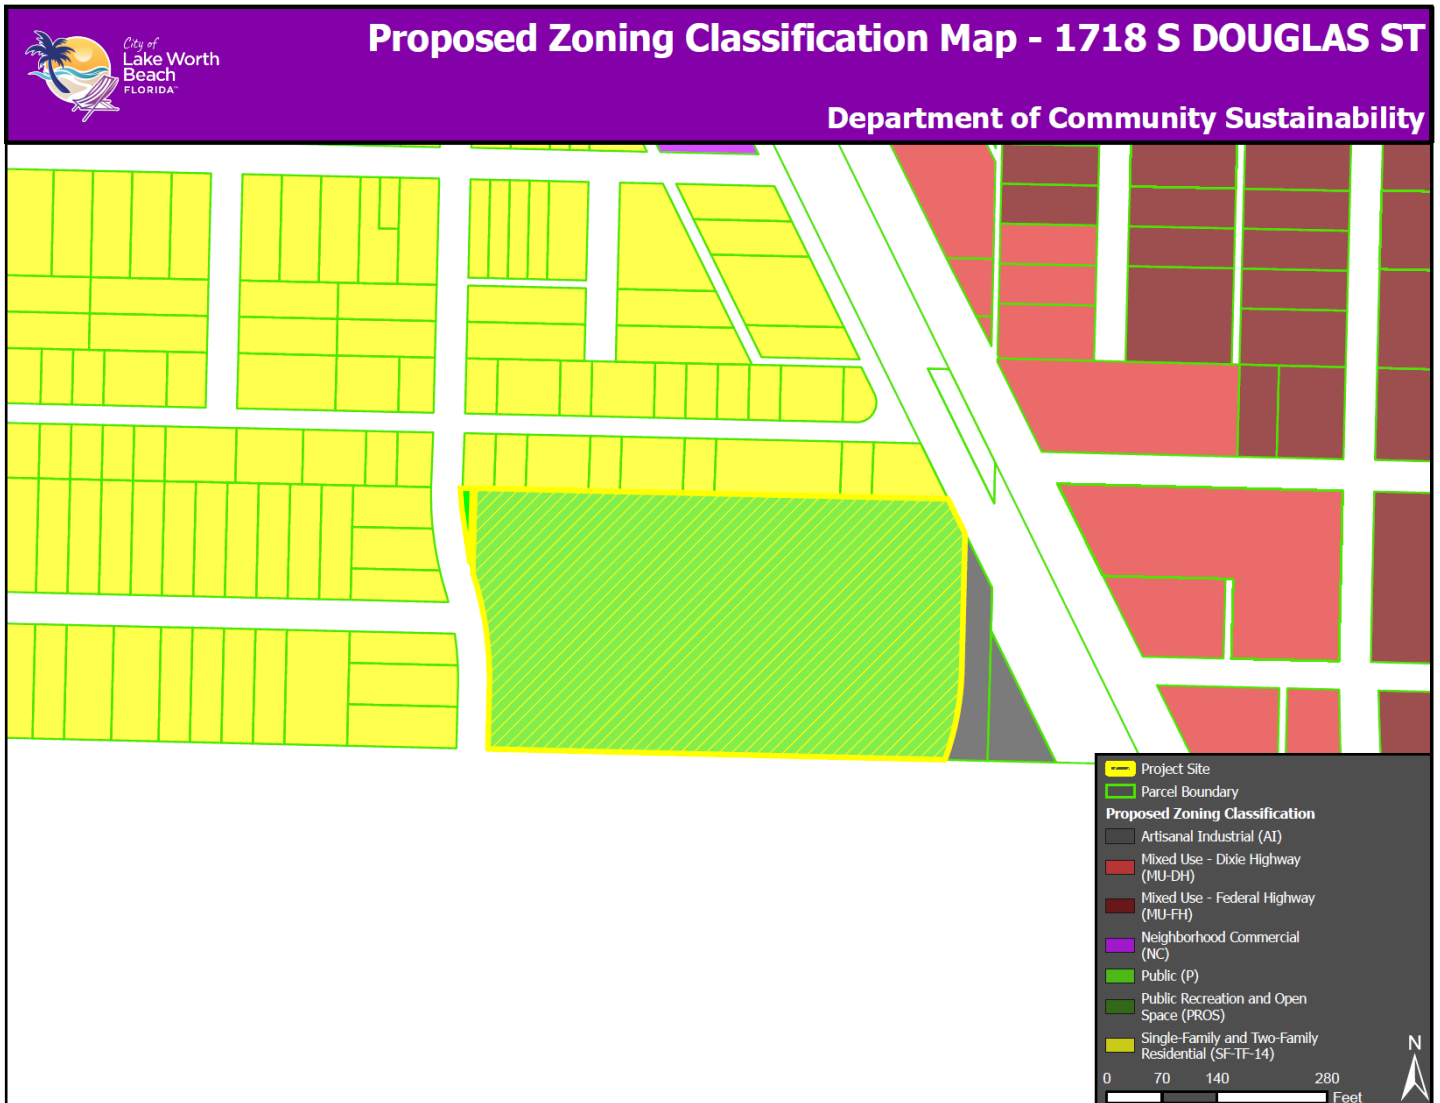 City of
Lake Worth
Beach
FLORIDA™
Proposed Zoning Classification Map - 1718 S DOUGLAS ST
Department of Community Sustainability
Project Site
Parcel Boundary
Proposed Zoning Classification
Artisanal Industrial (AI)
Mixed Use - Dixie Highway
(MU-DH)
Mixed Use - Federal Highway
(MU-FH)
Neighborhood Commercial
(NC)
Public (P)
Public Recreation and Open
Space (PROS)
Single-Family and Two-Family
Residential (SF-TF-14)
N
0 70 140 280
Feet